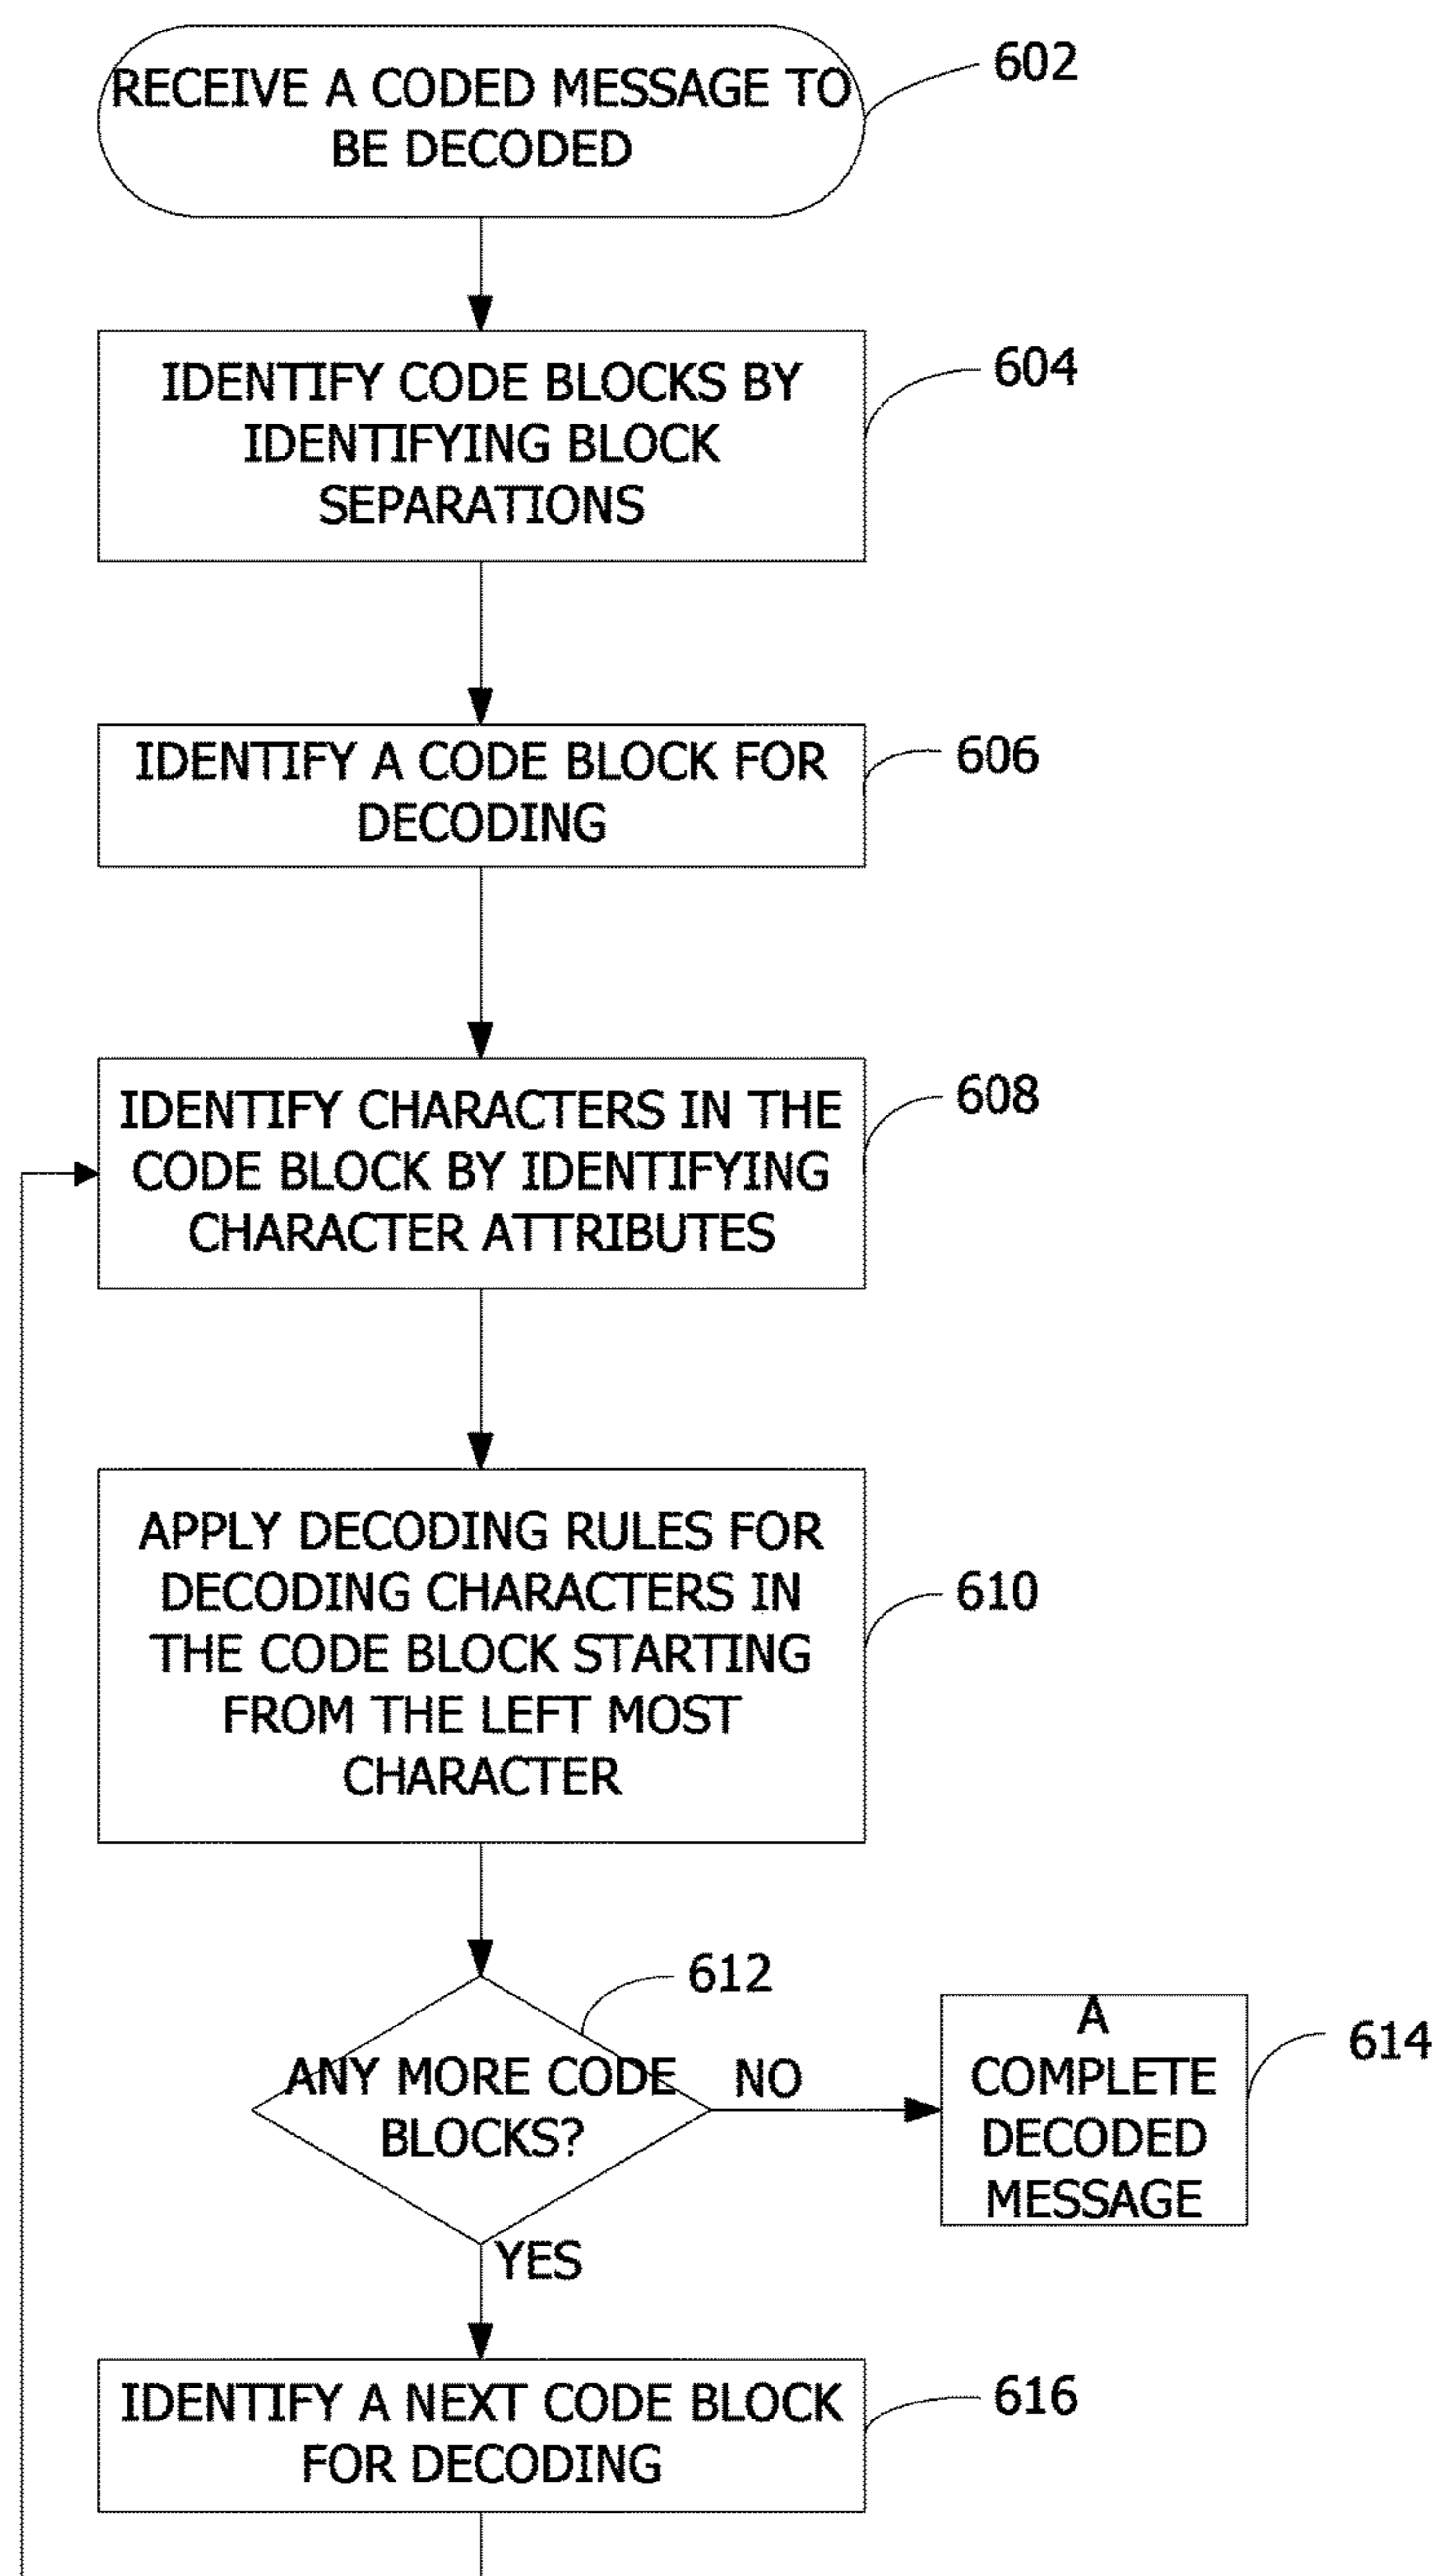 RECEIVE A CODED MESSAGE TO
BE DECODED
602
IDENTIFY CODE BLOCKS BY
IDENTIFYING BLOCK
SEPARATIONS
604
IDENTIFY A CODE BLOCK FOR
DECODING
606
IDENTIFY CHARACTERS IN THE
CODE BLOCK BY IDENTIFYING
CHARACTER ATTRIBUTES
608
APPLY DECODING RULES FOR
DECODING CHARACTERS IN
THE CODE BLOCK STARTING
FROM THE LEFT MOST
CHARACTER
610
612
ANY MORE CODE
BLOCKS?
NO
A
COMPLETE
DECODED
MESSAGE
614
YES
IDENTIFY A NEXT CODE BLOCK
FOR DECODING
616